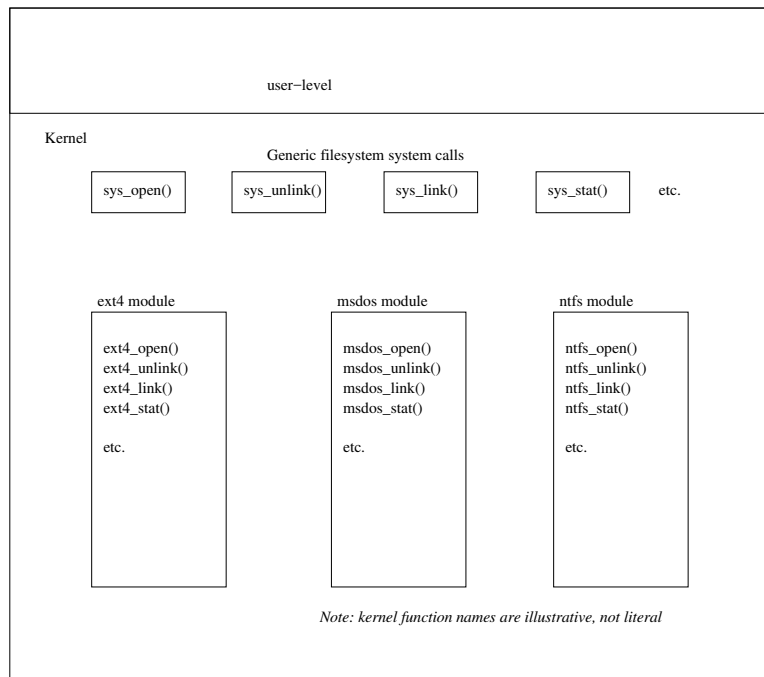 user−level
Kernel
Generic filesystem system calls
sys_open()
sys_unlink()
sys_link()
sys_stat()
etc.
ext4 module
ext4_open()
ext4_unlink()
ext4_link()
ext4_stat()
etc.
msdos module
msdos_open()
msdos_unlink()
msdos_link()
msdos_stat()
etc.
ntfs module
ntfs_open()
ntfs_unlink()
ntfs_link()
ntfs_stat()
etc.
Note: kernel function names are illustrative, not literal